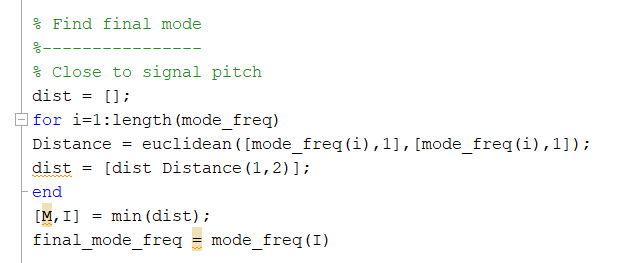 % Find final mode
%----------------
% Close to signal pitch
dist = [];
for i=1:length(mode_freq)
Distance = euclidean([mode_freq(i),1],[mode_freq(i),1]);
dist = [dist Distance(1,2)];
end
[M,I] = min(dist);
final_mode_freq = mode_freq(I)